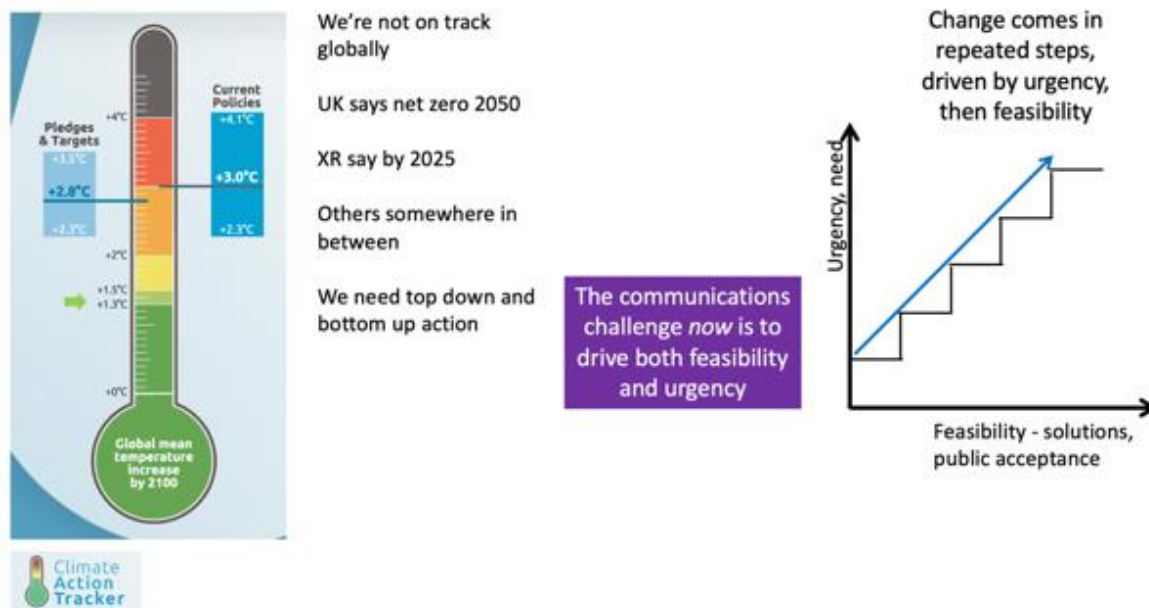 We're not on track
globally
UK says net zero 2050
XR say by 2025
Others somewhere in
between
We need top down and
bottom up action
Pledges
& Targets
+3.5°C
+2.8°C
+2.3°C
Current
Policies
+4.1°C
+3.0°C
+2.3°C
+4°C
+2°C
+1.5°C
+1.3°C
+0°C
Global mean
temperature
increase
by 2100
Climate
Action
Tracker
The communications
challenge now is to
drive both feasibility
and urgency
Change comes in
repeated steps,
driven by urgency,
then feasibility
Urgency, need
Feasibility - solutions,
public acceptance